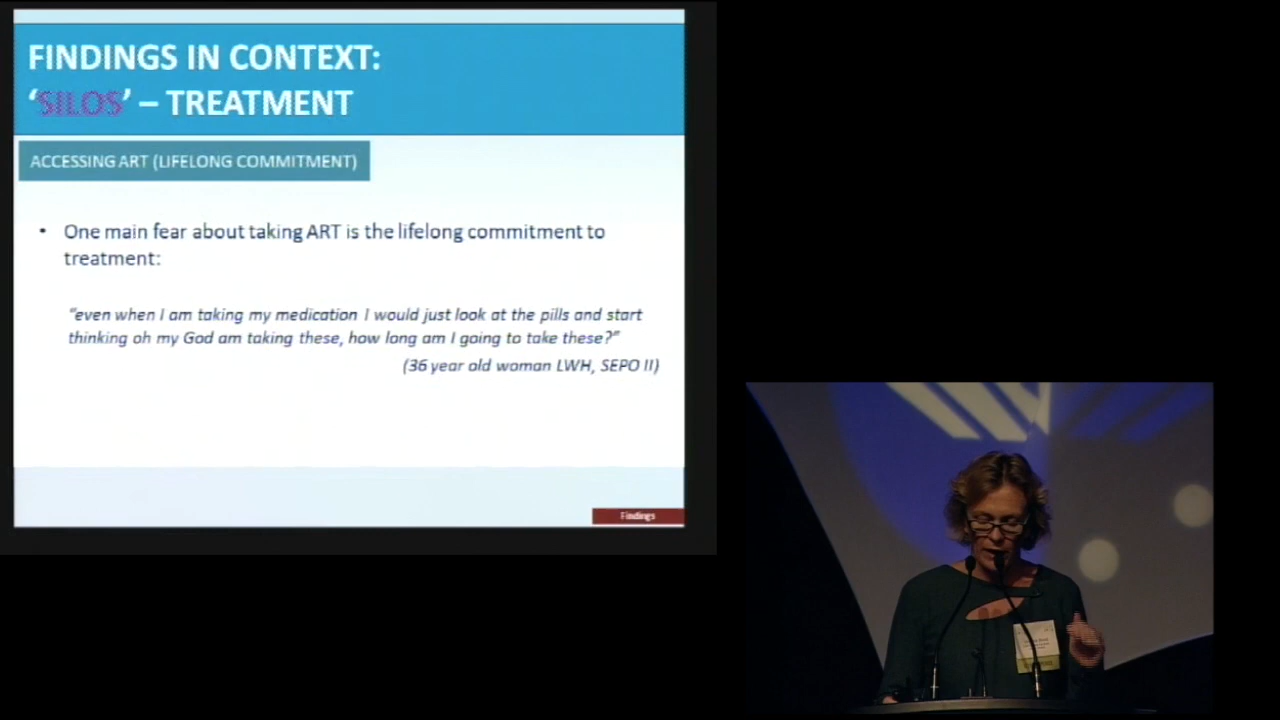 FINDINGS IN CONTEXT:
‘SILOS’ – TREATMENT
ACCESSING ART (LIFELONG COMMITMENT)
• One main fear about taking ART is the lifelong commitment to
treatment:
“even when I am taking my medication I would just look at the pills and start
thinking oh my God am taking these, how long am I going to take these?”
(36 year old woman LWH, SEPO II)
Findings